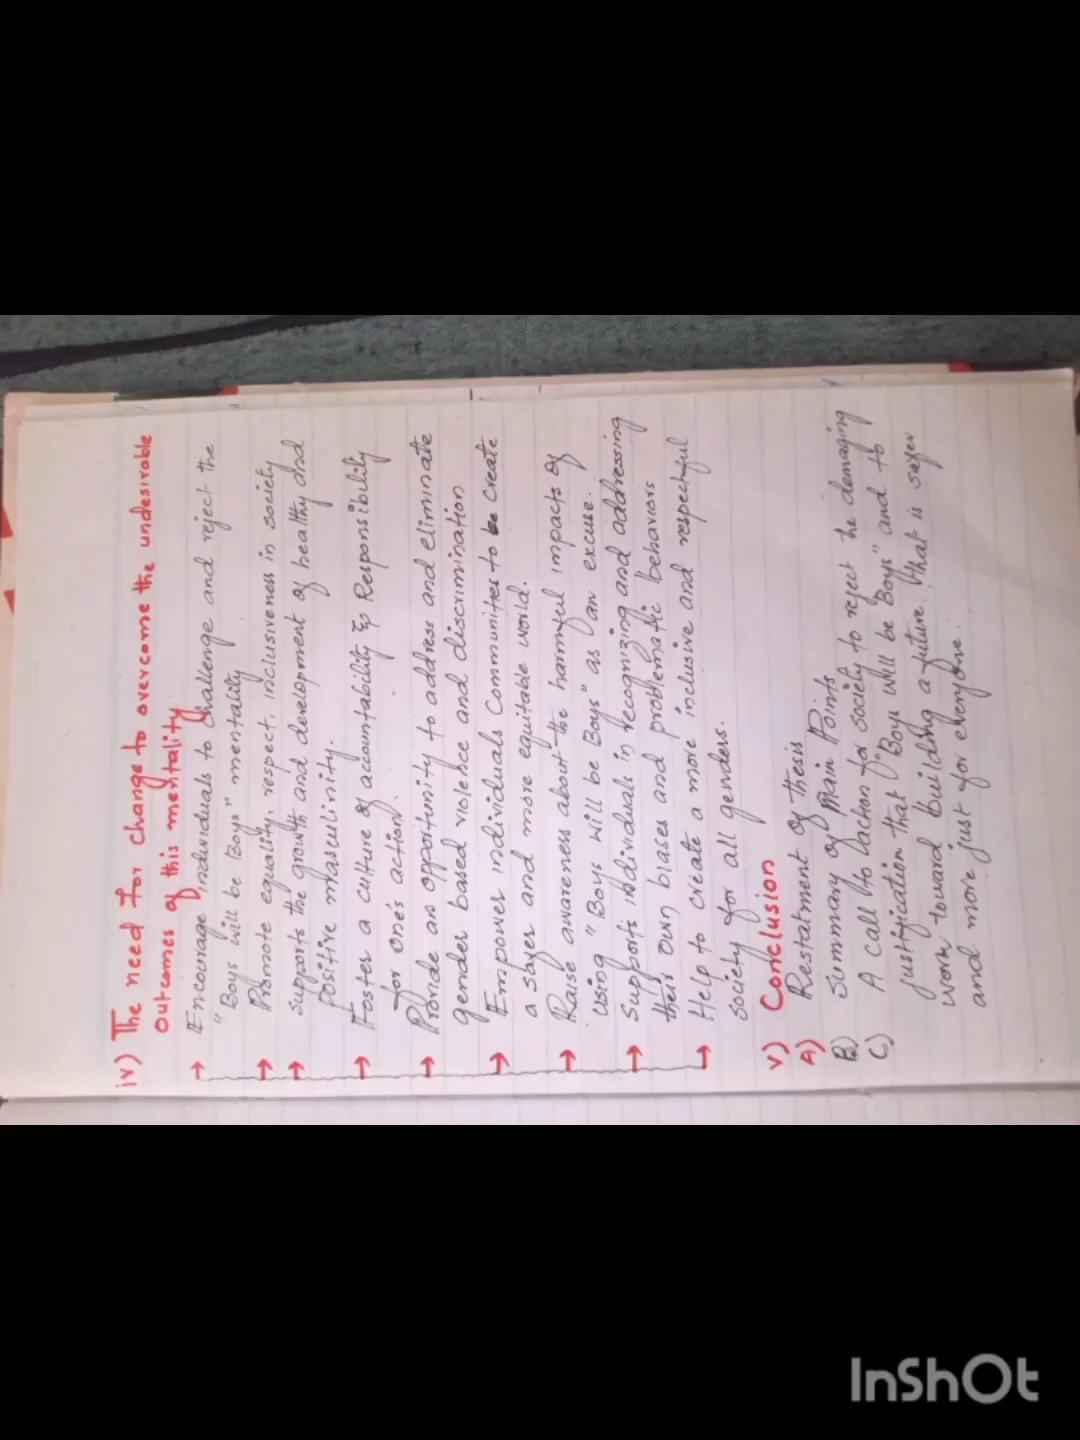 iv) The need for change to overcome the undesirable
outcomes of this mentality
→ Encourage individuals to challenge and reject the
"Boys will be Boys" mentality
→ Promote equality, respect, inclusiveness in society
→ Supports the growth and development of healthy and
Positive masculinity.
→ Foster a culture of accountability & Responsibility
for one's action.
→ Provide an opportunity to address and eliminate
gender based violence and discrimination
→ Empower individuals Communities to be create
a safer and more equitable world.
→ Raise awareness about the harmful impacts of
using "Boys will be Boys" as an excuse.
→ Supports individuals in recognizing and addressing
their own biases and problematic behaviors
→ Help to create a more inclusive and respectful
society for all genders.
v) Conclusion
A) Restatment of thesis
B) Summary of Main Points
C) A call to action for society to reject the demaging
justification that "Boys will be Boys" and to
work toward building a future that is safer
and more just for everyone.
InShOt